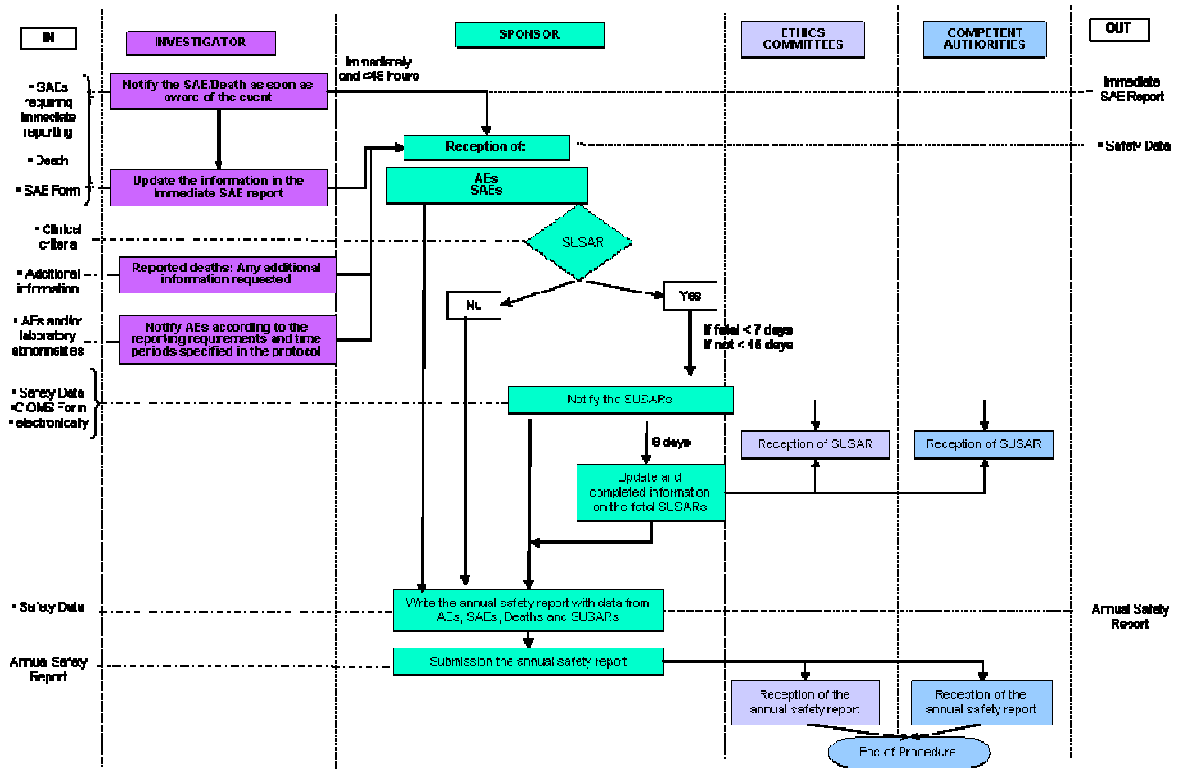 IN
INVESTIGATOR
SPONSOR
ETHICS
COMMITTEES
COMPETENT
AUTHORITIES
OUT
Immediately
and ≤48 hours
• SAEs
requiring
immediate
reporting
• Death
• SAE Form
Notify the SAE/Death as soon as
aware of the event
Immediate
SAE Report
Reception of:
• Safety Data
Update the information in the
immediate SAE report
AEs
SAEs
• Clinical
criteria
SUSAR
• Additional
information
Reported deaths: Any additional
information requested
No
Yes
• AEs and/or
laboratory
abnormalities
Notify AEs according to the
reporting requirements and time
periods specified in the protocol
If fatal < 7 days
If not < 15 days
• Safety Data
• CIOMS Form
• electronically
Notify the SUSARs
8 days
Reception of SUSAR
Reception of SUSAR
Update and
completed information
on the fatal SUSARs
• Safety Data
Write the annual safety report with data from
AEs, SAEs, Deaths and SUSARs
Annual Safety
Report
Annual Safety
Report
Submission the annual safety report
Reception of the
annual safety report
Reception of the
annual safety report
End of Procedure